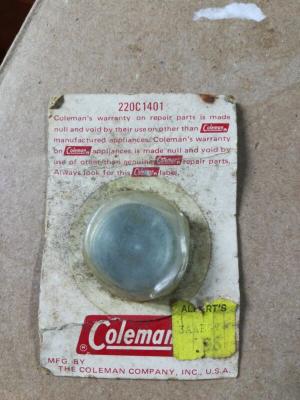 220C1401
Coleman's warranty on repair parts is made
null and void by their use on other than Coleman
manufactured appliances. Coleman's warranty
on Coleman appliances is made null and void by
use of other than genuine Coleman repair parts.
Always look for this Coleman label.
ALBERT'S
Coleman
®
MFG. BY
THE COLEMAN COMPANY, INC., U.S.A.